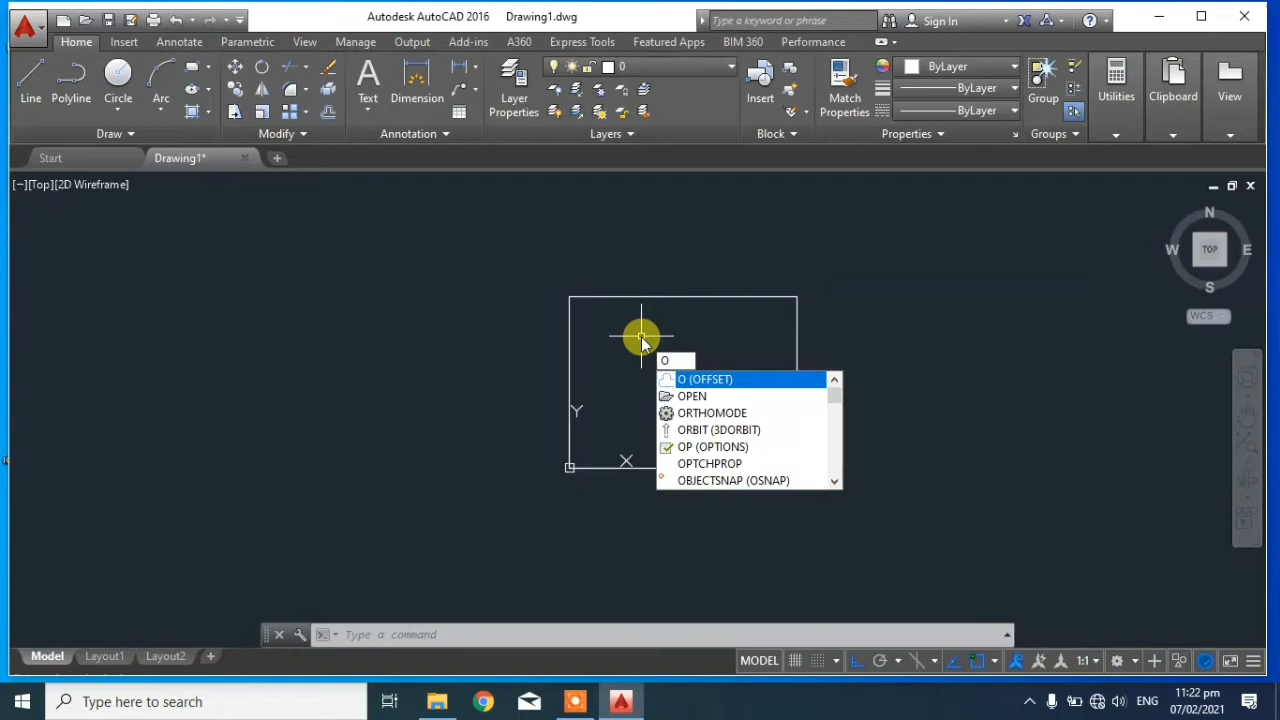 Autodesk AutoCAD 2016 Drawing1.dwg
Type a keyword or phrase
Sign In
Home Insert Annotate Parametric View Manage Output Add-ins A360 Express Tools Featured Apps BIM 360 Performance
0
ByLayer
ByLayer
ByLayer
Line Polyline Circle Arc
Text Dimension
Layer Properties
Insert
Match Properties
Group
Utilities Clipboard View
Draw Modify Annotation Layers Block Properties Groups
Start Drawing1*
[−][Top][2D Wireframe]
N
W TOP E
S
WCS
Y
X
O
O (OFFSET)
OPEN
ORTHOMODE
ORBIT (3DORBIT)
OP (OPTIONS)
OPTCHPROP
OBJECTSNAP (OSNAP)
Type a command
Model Layout1 Layout2
MODEL 1:1
Type here to search
ENG
11:22 pm
07/02/2021